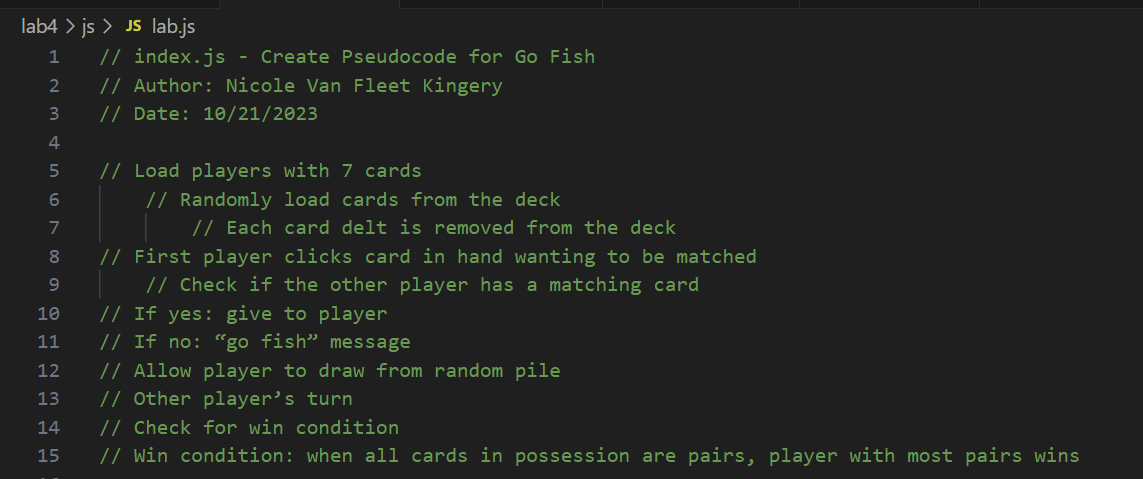 lab4 > js > JS lab.js
1 // index.js - Create Pseudocode for Go Fish
2 // Author: Nicole Van Fleet Kingery
3 // Date: 10/21/2023
4
5 // Load players with 7 cards
6 // Randomly load cards from the deck
7 // Each card delt is removed from the deck
8 // First player clicks card in hand wanting to be matched
9 // Check if the other player has a matching card
10 // If yes: give to player
11 // If no: “go fish” message
12 // Allow player to draw from random pile
13 // Other player’s turn
14 // Check for win condition
15 // Win condition: when all cards in possession are pairs, player with most pairs wins